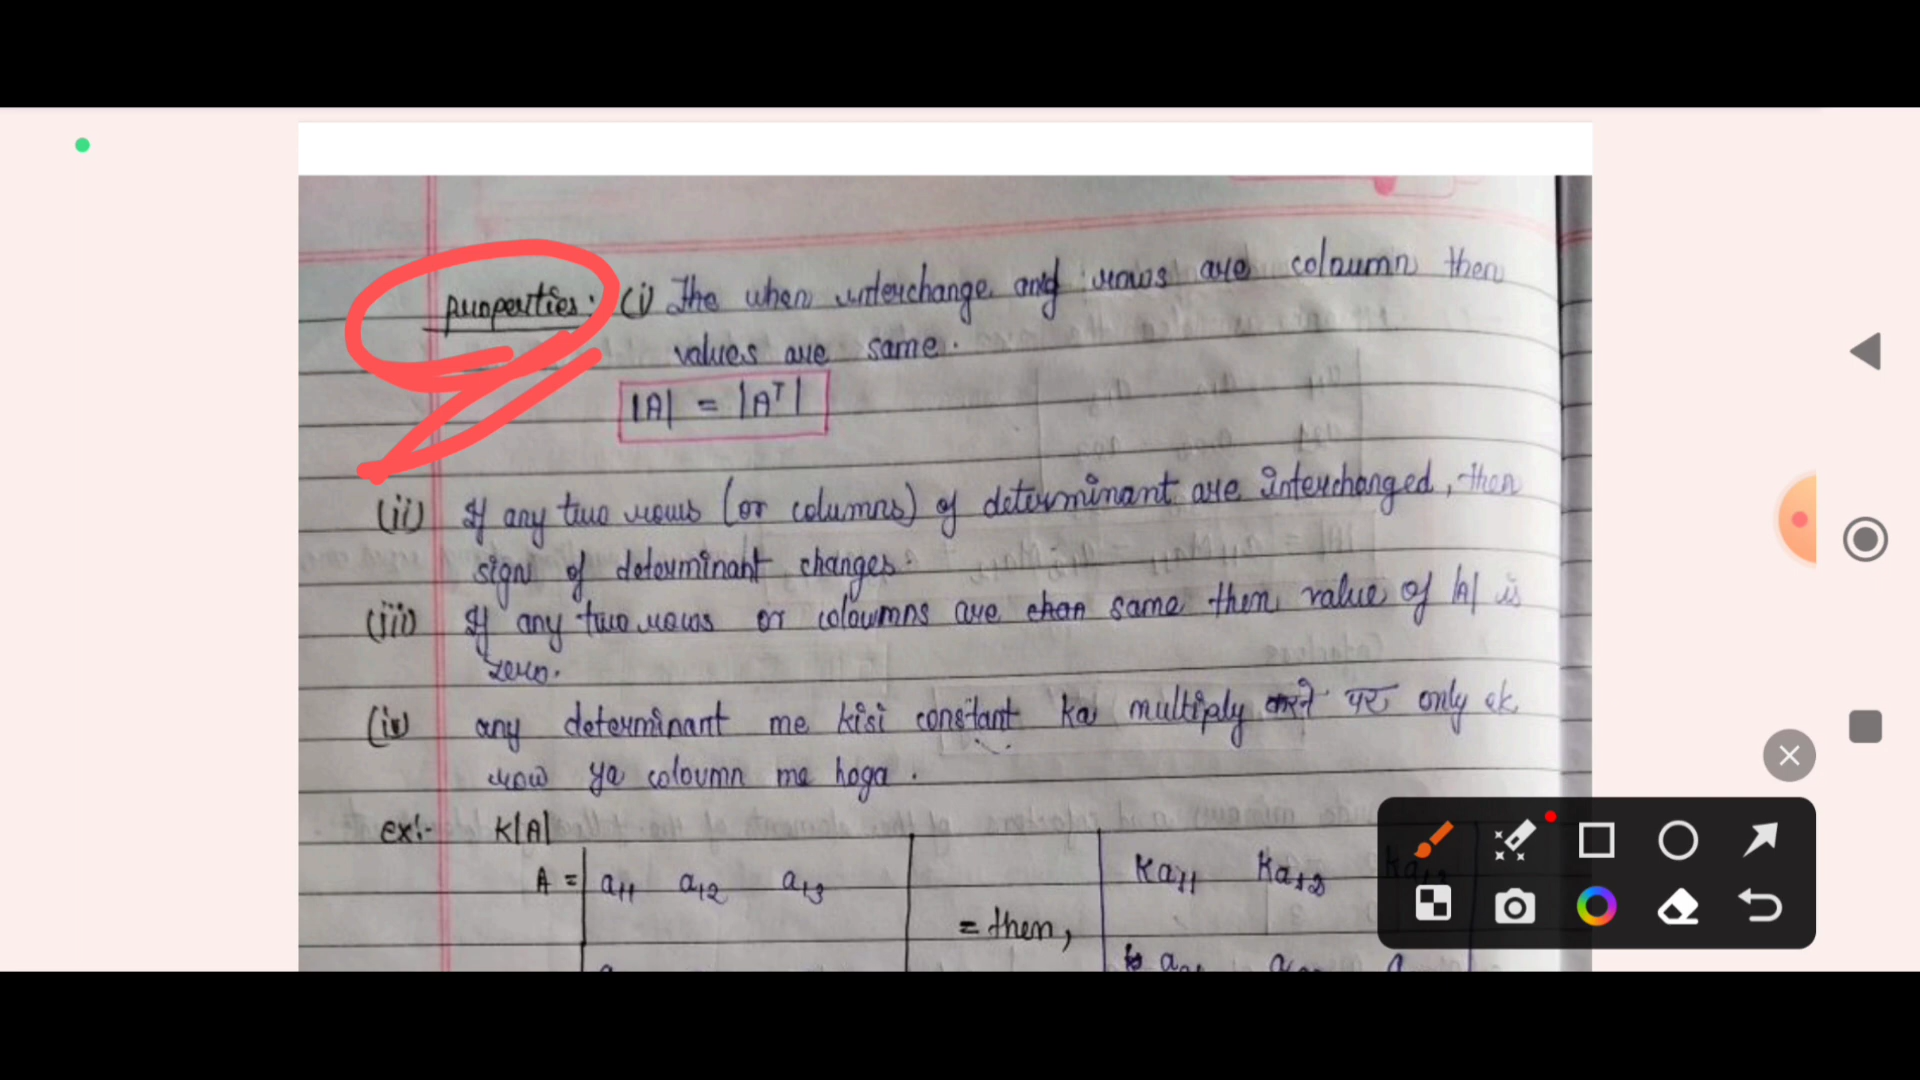 properties. (i) The when interchange and rows are coloumn then
values are same.
|A| = |Aᵀ|
(ii) If any two rows (or columns) of determinant are interchanged, then
sign of determinant changes.
(iii) If any two rows or coloumns are same then value of |A| is
zero.
(iv) any determinant me kisi constant ka multiply करने पर only ek
row ya coloumn me hoga.
ex:- K|A|
A = a₁₁ a₁₂ a₁₃ Ka₁₁ Ka₁₂ Ka₁₃
= then,